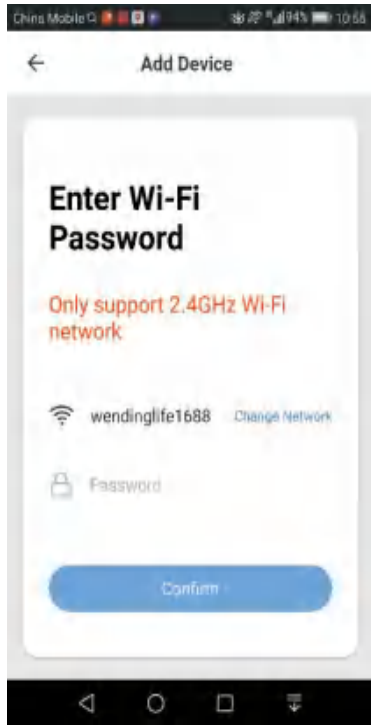 China Mobile
94% 10:56
Add Device
Enter Wi-Fi
Password
Only support 2.4GHz Wi-Fi
network
wendinglife1688 Change Network
Password
Confirm